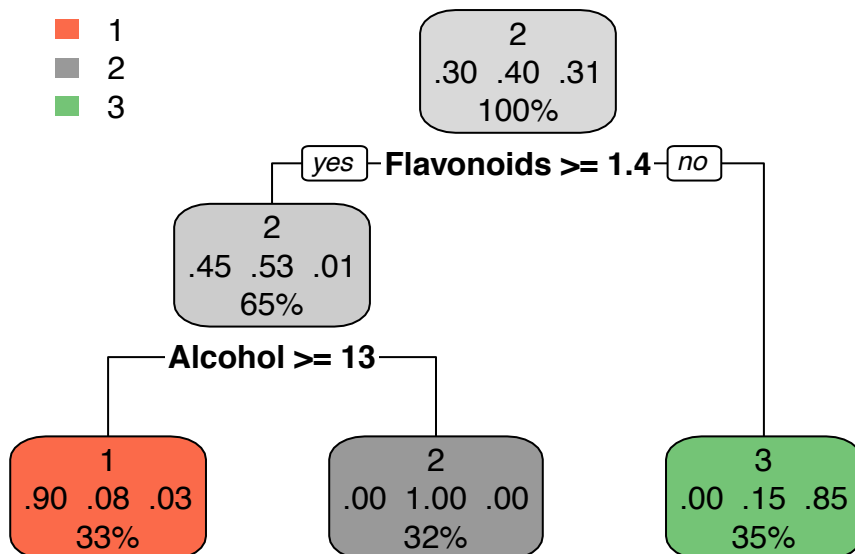 1
2
3
2
.30 .40 .31
100%
yes Flavonoids >= 1.4 no
2
.45 .53 .01
65%
Alcohol >= 13
1
.90 .08 .03
33%
2
.00 1.00 .00
32%
3
.00 .15 .85
35%